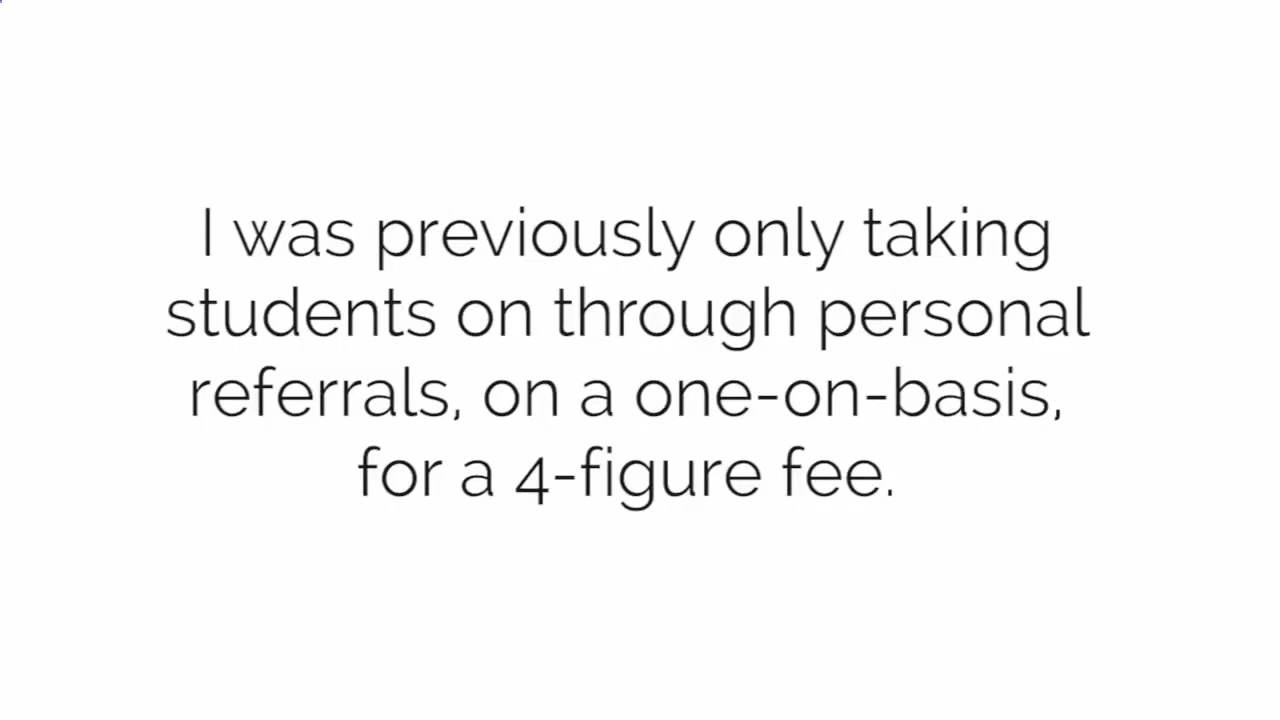 I was previously only taking
students on through personal
referrals, on a one-on-basis,
for a 4-figure fee.